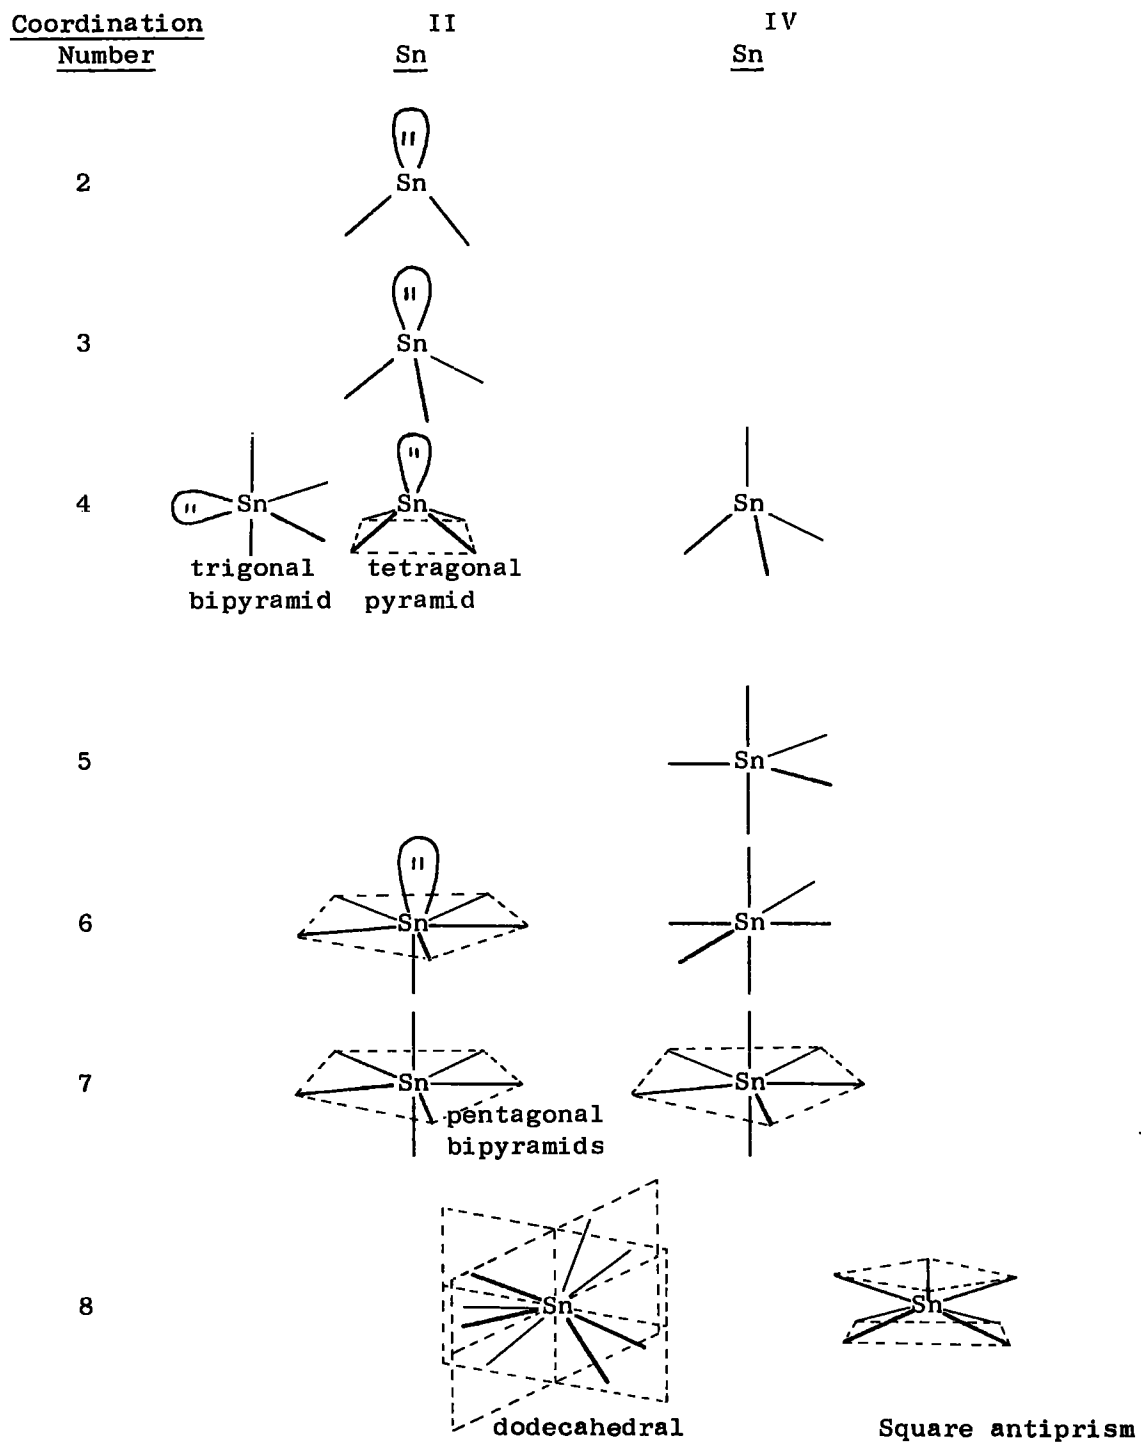 Coordination II IV
Number Sn Sn
2 Sn
3 Sn
4 Sn Sn Sn
trigonal tetragonal
bipyramid pyramid
5 Sn
6 Sn Sn
7 Sn Sn
pentagonal
bipyramids
8 Sn Sn
dodecahedral Square antiprism